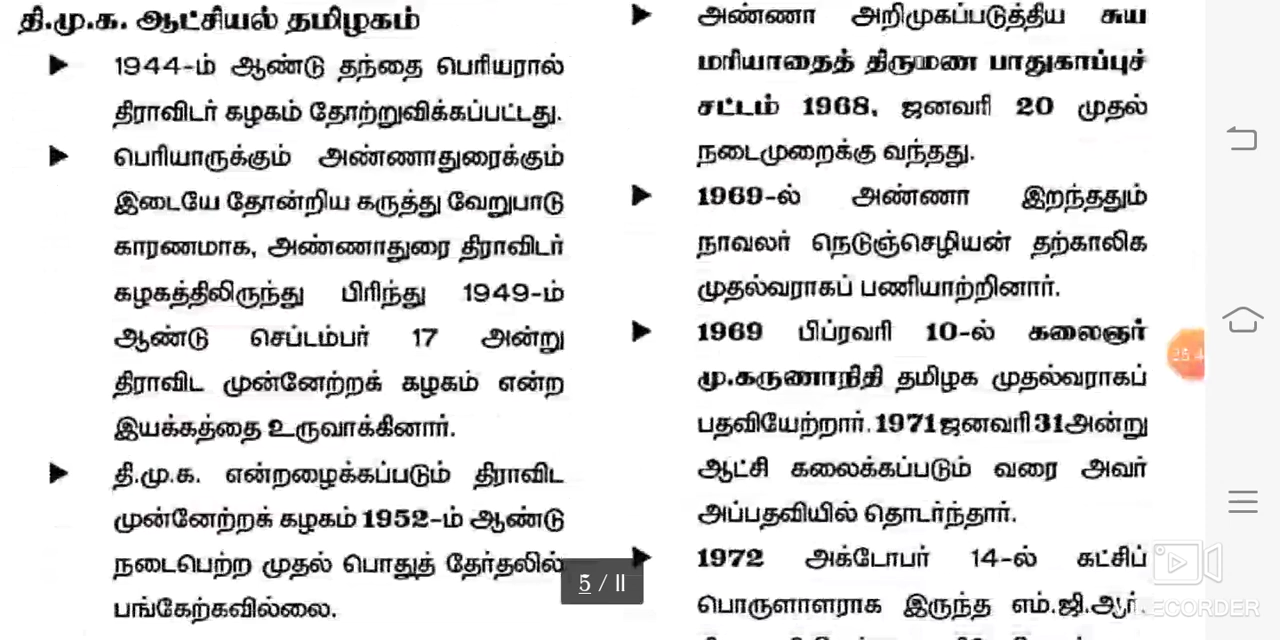 தி.மு.க. ஆட்சியல் தமிழகம்
1944-ம் ஆண்டு தந்தை பெரியரால்
திராவிடர் கழகம் தோற்றுவிக்கப்பட்டது.
பெரியாருக்கும் அண்ணாதுரைக்கும்
இடையே தோன்றிய கருத்து வேறுபாடு
காரணமாக, அண்ணாதுரை திராவிடர்
கழகத்திலிருந்து பிரிந்து 1949-ம்
ஆண்டு செப்டம்பர் 17 அன்று
திராவிட முன்னேற்றக் கழகம் என்ற
இயக்கத்தை உருவாக்கினார்.
தி.மு.க. என்றழைக்கப்படும் திராவிட
முன்னேற்றக் கழகம் 1952-ம் ஆண்டு
நடைபெற்ற முதல் பொதுத் தேர்தலில்
பங்கேற்கவில்லை.
அண்ணா அறிமுகப்படுத்திய சுய
மரியாதைத் திருமண பாதுகாப்புச்
சட்டம் 1968, ஜனவரி 20 முதல்
நடைமுறைக்கு வந்தது.
1969-ல் அண்ணா இறந்ததும்
நாவலர் நெடுஞ்செழியன் தற்காலிக
முதல்வராகப் பணியாற்றினார்.
1969 பிப்ரவரி 10-ல் கலைஞர்
மு.கருணாநிதி தமிழக முதல்வராகப்
பதவியேற்றார். 1971 ஜனவரி 31 அன்று
ஆட்சி கலைக்கப்படும் வரை அவர்
அப்பதவியில் தொடர்ந்தார்.
1972 அக்டோபர் 14-ல் கட்சிப்
பொருளாளராக இருந்த எம்.ஜி.ஆர்.
5 / 11